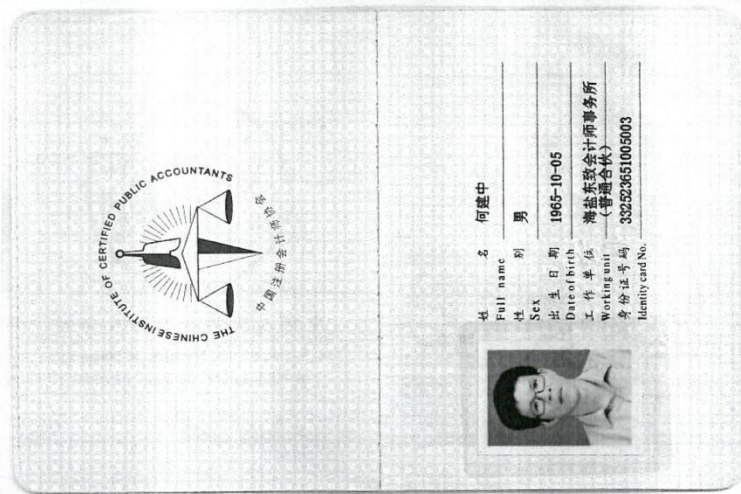 THE CHINESE INSTITUTE OF CERTIFIED PUBLIC ACCOUNTANTS
中国注册会计师协会
姓 名 何建中
Full name
性 别 男
Sex
出 生 日 期 1965-10-05
Date of birth
工 作 单 位 海盐东致会计师事务所
(普通合伙)
Working unit
身 份 证 号 码 332523651005003
Identity card No.